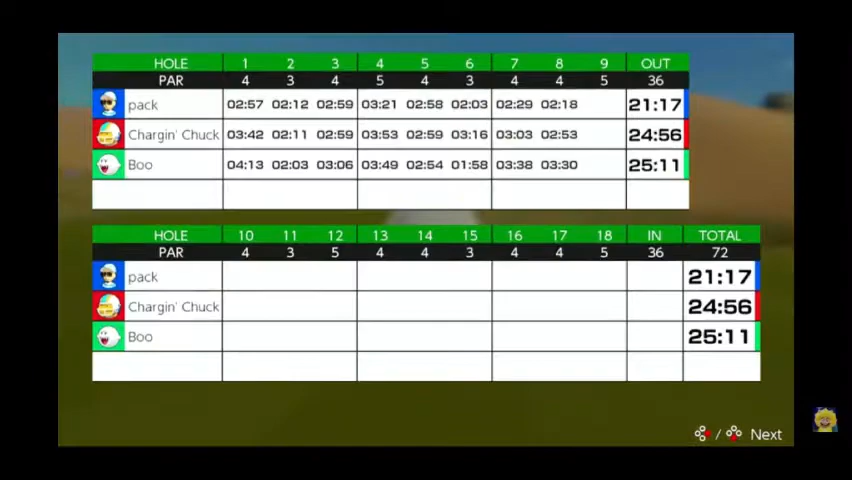 HOLE 1 2 3 4 5 6 7 8 9 OUT
PAR 4 3 4 5 4 3 4 4 5 36
pack 02:57 02:12 02:59 03:21 02:58 02:03 02:29 02:18 21:17
Chargin' Chuck 03:42 02:11 02:59 03:53 02:59 03:16 03:03 02:53 24:56
Boo 04:13 02:03 03:06 03:49 02:54 01:58 03:38 03:30 25:11
HOLE 10 11 12 13 14 15 16 17 18 IN TOTAL
PAR 4 3 5 4 4 3 4 4 5 36 72
pack 21:17
Chargin' Chuck 24:56
Boo 25:11
/ Next